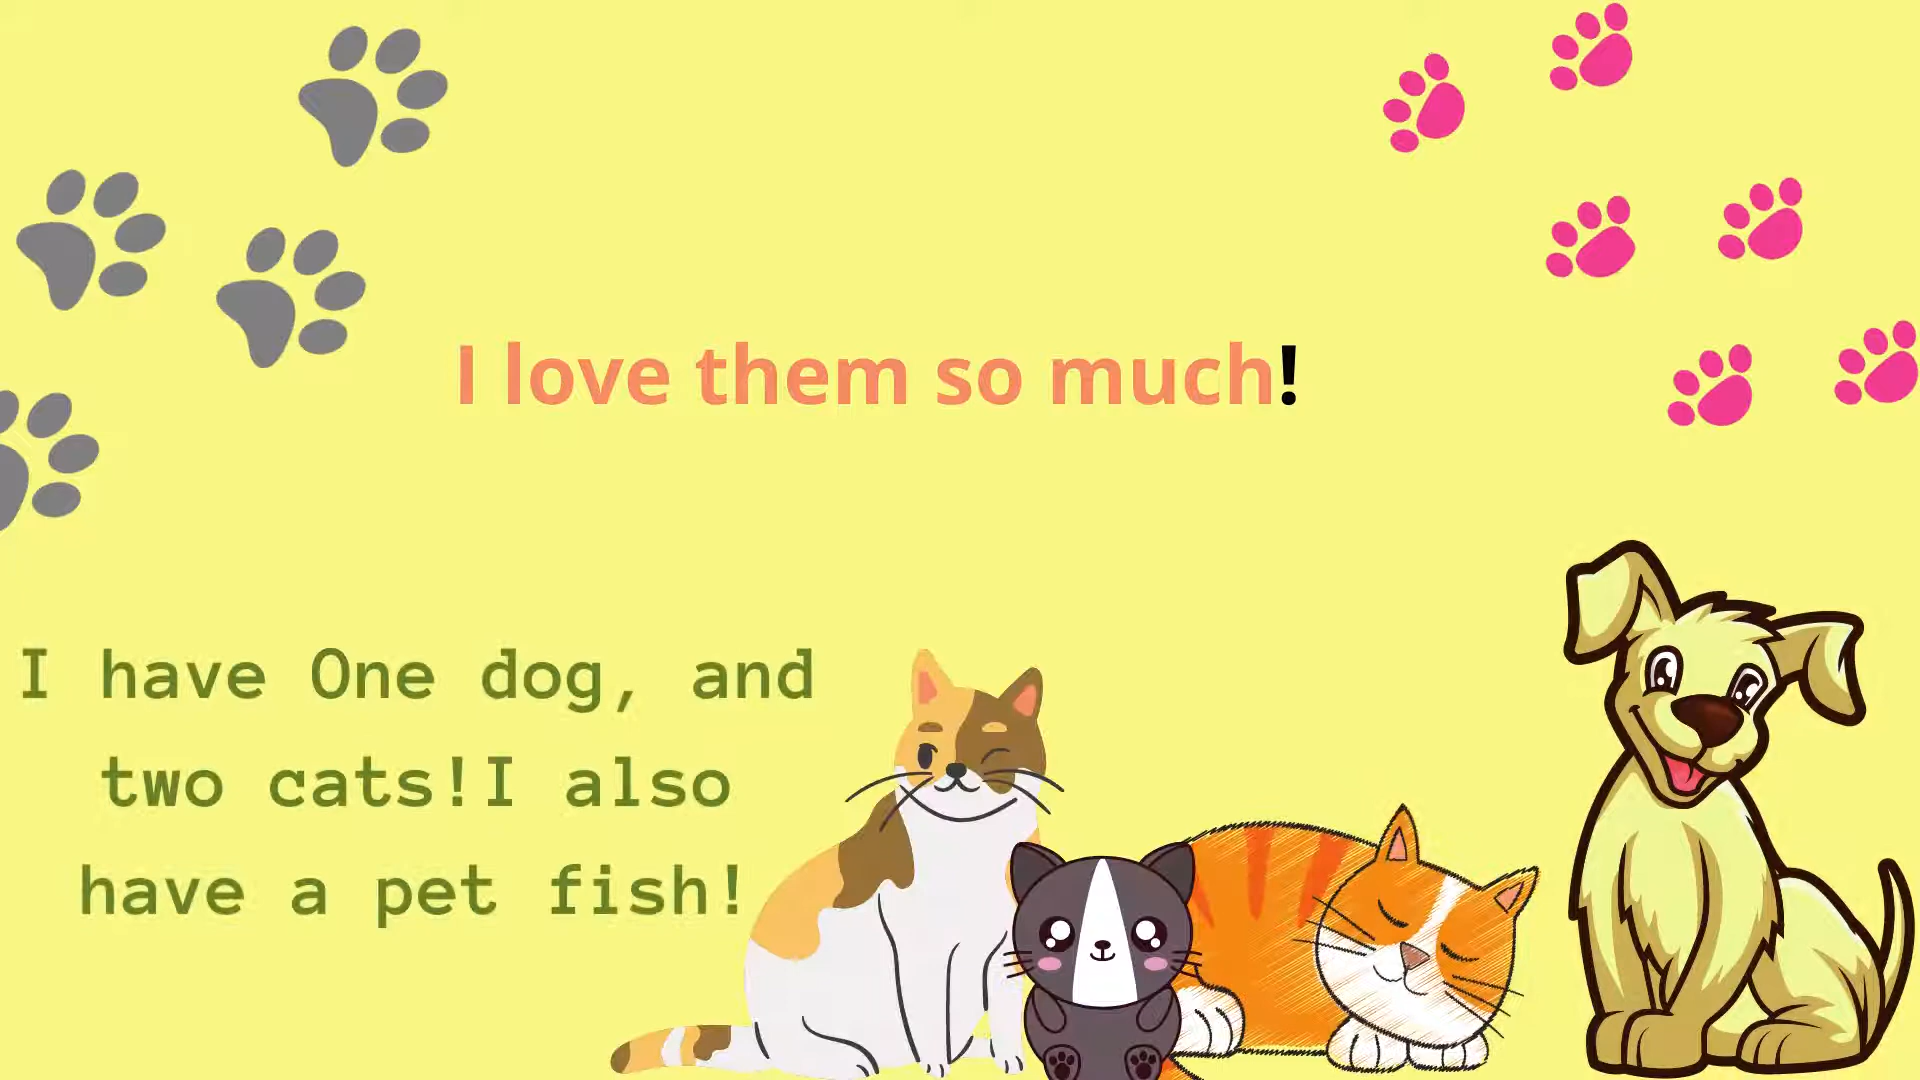 I love them so much!
I have One dog, and
two cats!I also
have a pet fish!